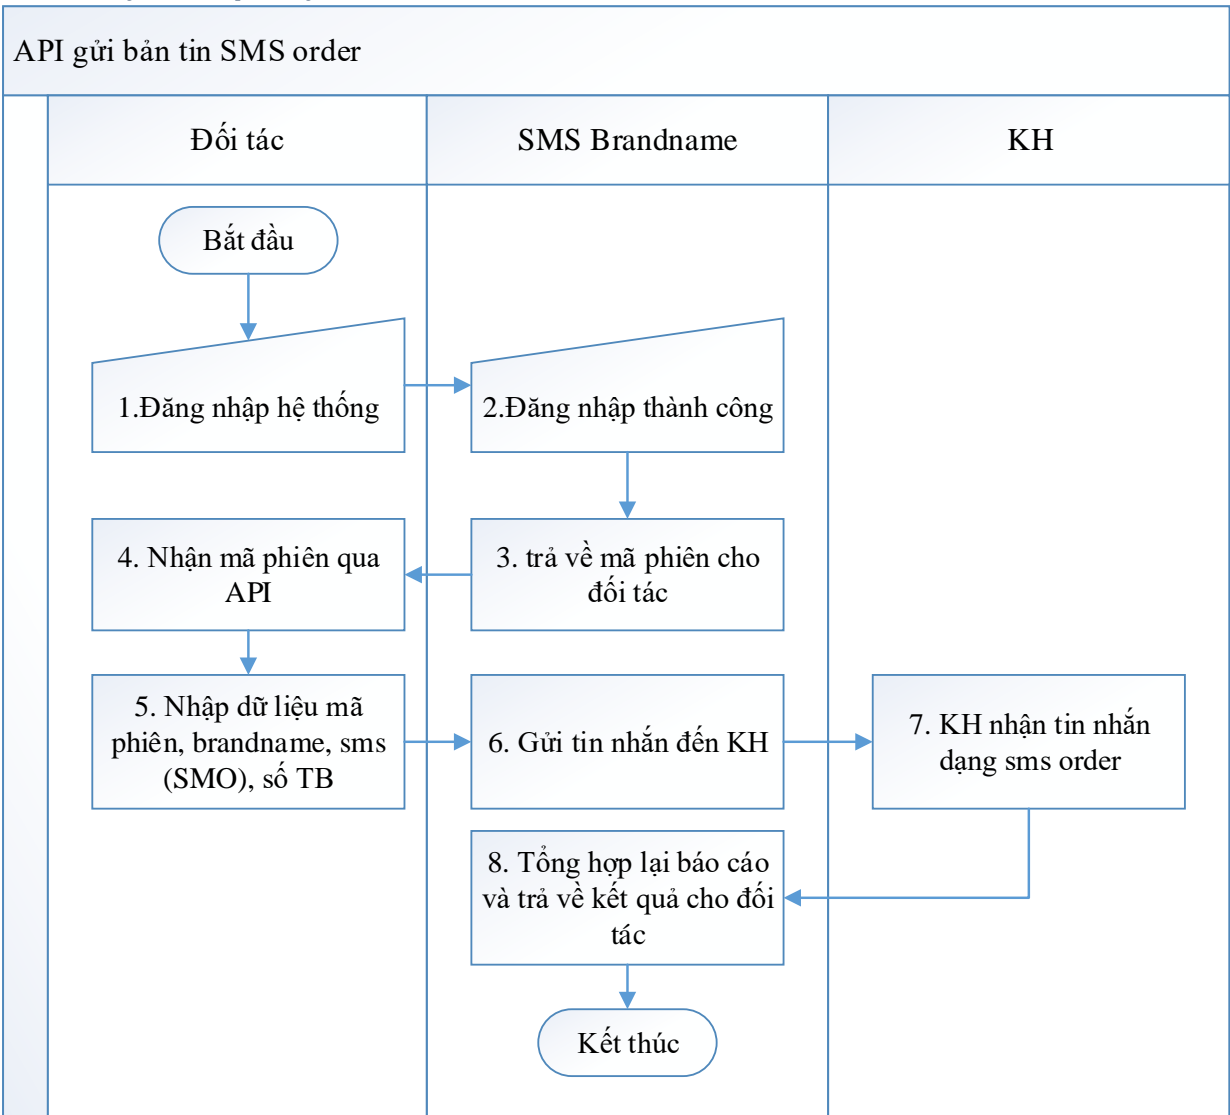 API gửi bản tin SMS order
Đối tác
SMS Brandname
KH
Bắt đầu
1.Đăng nhập hệ thống
2.Đăng nhập thành công
3. trả về mã phiên cho
đối tác
4. Nhận mã phiên qua
API
5. Nhập dữ liệu mã
phiên, brandname, sms
(SMO), số TB
6. Gửi tin nhắn đến KH
7. KH nhận tin nhắn
dạng sms order
8. Tổng hợp lại báo cáo
và trả về kết quả cho đối
tác
Kết thúc